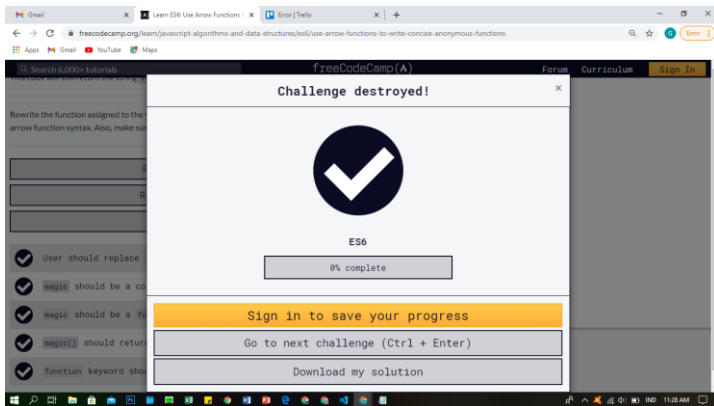 Gmail
Learn ES6: Use Arrow Functions
Error | Trello
freecodecamp.org/learn/javascript-algorithms-and-data-structures/es6/use-arrow-functions-to-write-concise-anonymous-functions
Error
Apps Gmail YouTube Maps
Search 6,000+ tutorials
freeCodeCamp(🔥)
Forum Curriculum Sign In
Challenge destroyed!
×
Rewrite the function assigned to the
arrow function syntax. Also, make sur
ES6
0% complete
User should replace
magic should be a co
magic should be a fu
magic() should retur
function keyword shou
Sign in to save your progress
Go to next challenge (Ctrl + Enter)
Download my solution
IND 11:28 AM